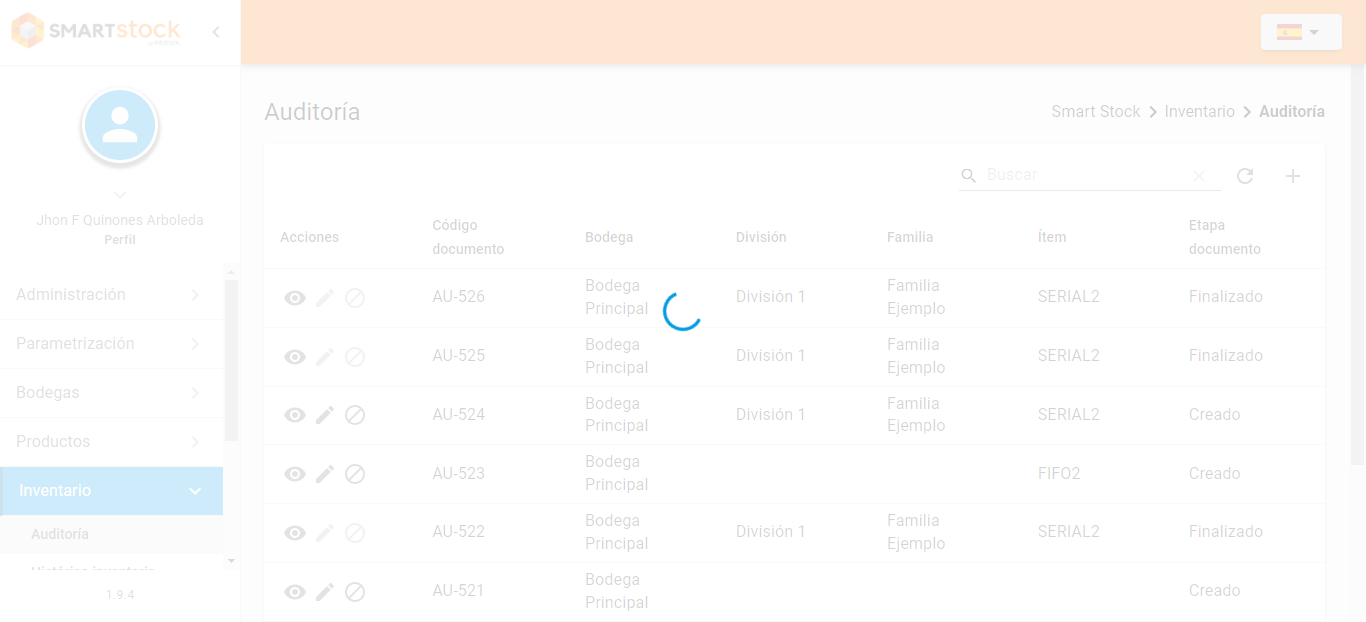 SMARTstock
Jhon F Quinones Arboleda
Perfil
Administración
Parametrización
Bodegas
Productos
Inventario
Auditoría
Histórico inventario
1.9.4
Auditoría
Smart Stock > Inventario > Auditoría
Buscar
Acciones Código documento Bodega División Familia Ítem Etapa documento
AU-526 Bodega Principal División 1 Familia Ejemplo SERIAL2 Finalizado
AU-525 Bodega Principal División 1 Familia Ejemplo SERIAL2 Finalizado
AU-524 Bodega Principal División 1 Familia Ejemplo SERIAL2 Creado
AU-523 Bodega Principal FIFO2 Creado
AU-522 Bodega Principal División 1 Familia Ejemplo SERIAL2 Finalizado
AU-521 Bodega Principal Creado